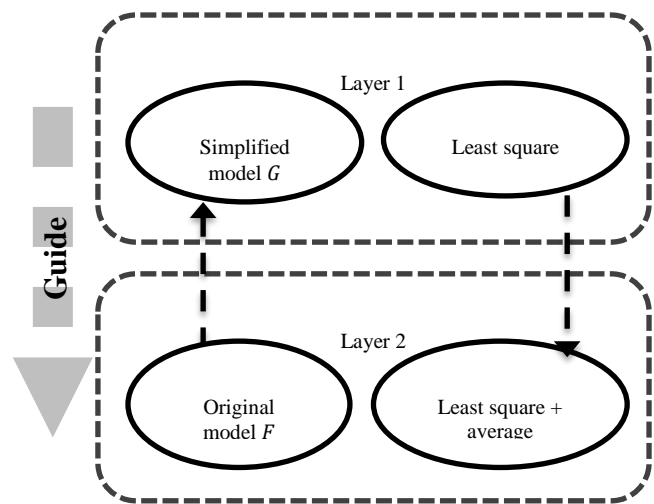 Layer 1
Simplified
model G
Least square
Guide
Layer 2
Original
model F
Least square +
average